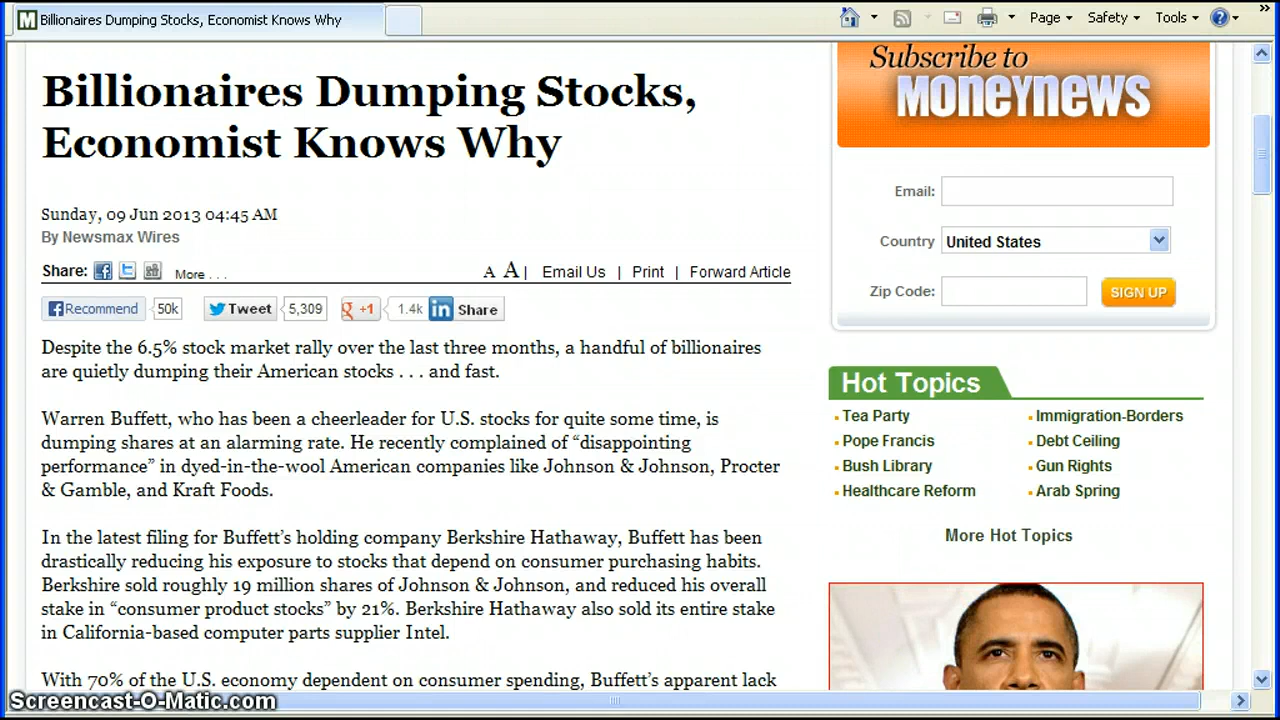 Billionaires Dumping Stocks, Economist Knows Why
Page
Safety
Tools
Billionaires Dumping Stocks,
Economist Knows Why
Sunday, 09 Jun 2013 04:45 AM
By Newsmax Wires
Share:
More . . .
A A | Email Us | Print | Forward Article
Recommend 50k Tweet 5,309 +1 1.4k in Share
Despite the 6.5% stock market rally over the last three months, a handful of billionaires
are quietly dumping their American stocks . . . and fast.
Warren Buffett, who has been a cheerleader for U.S. stocks for quite some time, is
dumping shares at an alarming rate. He recently complained of “disappointing
performance” in dyed-in-the-wool American companies like Johnson & Johnson, Procter
& Gamble, and Kraft Foods.
In the latest filing for Buffett’s holding company Berkshire Hathaway, Buffett has been
drastically reducing his exposure to stocks that depend on consumer purchasing habits.
Berkshire sold roughly 19 million shares of Johnson & Johnson, and reduced his overall
stake in “consumer product stocks” by 21%. Berkshire Hathaway also sold its entire stake
in California-based computer parts supplier Intel.
With 70% of the U.S. economy dependent on consumer spending, Buffett’s apparent lack
Subscribe to
MONEYNEWS
Email:
Country United States
Zip Code: SIGN UP
Hot Topics
Tea Party Immigration-Borders
Pope Francis Debt Ceiling
Bush Library Gun Rights
Healthcare Reform Arab Spring
More Hot Topics
Screencast-O-Matic.com